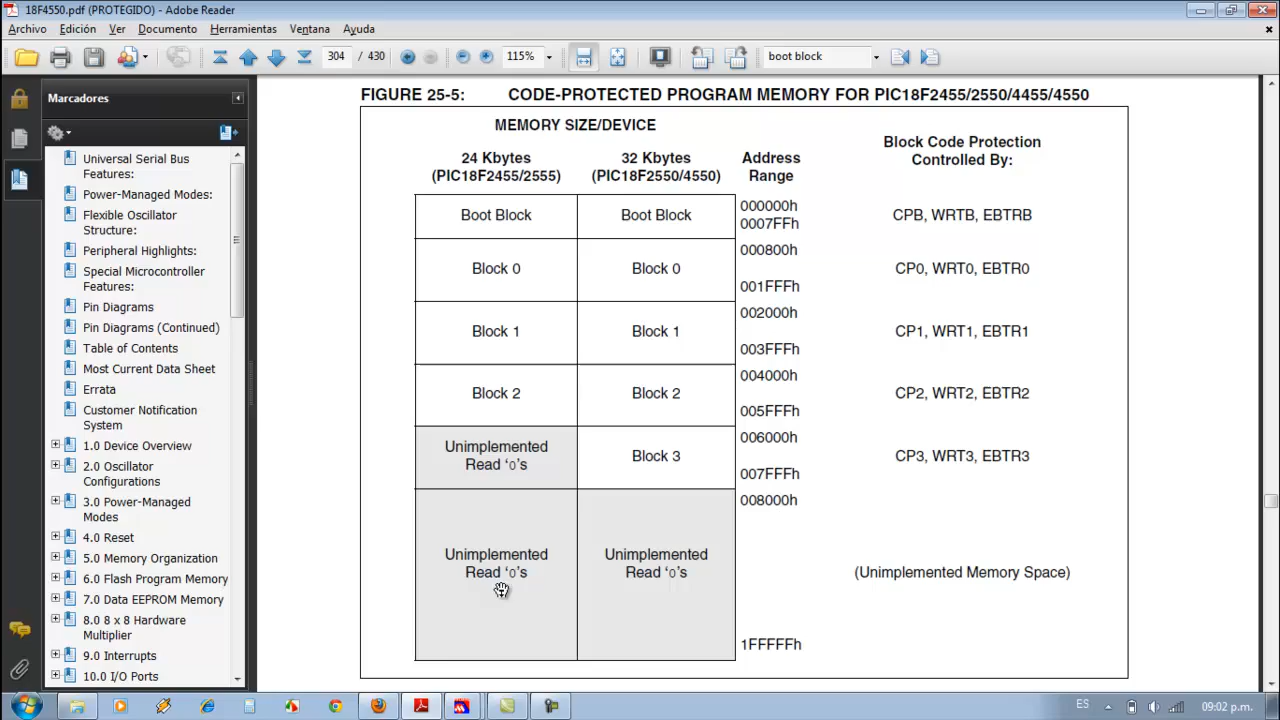 18F4550.pdf (PROTEGIDO) - Adobe Reader
Archivo Edición Ver Documento Herramientas Ventana Ayuda
304 / 430 115% boot block
Marcadores
Universal Serial Bus
Features:
Power-Managed Modes:
Flexible Oscillator
Structure:
Peripheral Highlights:
Special Microcontroller
Features:
Pin Diagrams
Pin Diagrams (Continued)
Table of Contents
Most Current Data Sheet
Errata
Customer Notification
System
1.0 Device Overview
2.0 Oscillator
Configurations
3.0 Power-Managed
Modes
4.0 Reset
5.0 Memory Organization
6.0 Flash Program Memory
7.0 Data EEPROM Memory
8.0 8 x 8 Hardware
Multiplier
9.0 Interrupts
10.0 I/O Ports
FIGURE 25-5: CODE-PROTECTED PROGRAM MEMORY FOR PIC18F2455/2550/4455/4550
MEMORY SIZE/DEVICE
24 Kbytes
(PIC18F2455/2555)
32 Kbytes
(PIC18F2550/4550)
Address
Range
Block Code Protection
Controlled By:
Boot Block Boot Block
000000h
0007FFh
CPB, WRTB, EBTRB
Block 0 Block 0
000800h
001FFFh
CP0, WRT0, EBTR0
Block 1 Block 1
002000h
003FFFh
CP1, WRT1, EBTR1
Block 2 Block 2
004000h
005FFFh
CP2, WRT2, EBTR2
Unimplemented
Read ‘0’s
Block 3
006000h
007FFFh
CP3, WRT3, EBTR3
Unimplemented
Read ‘0’s
Unimplemented
Read ‘0’s
008000h
1FFFFFh
(Unimplemented Memory Space)
ES 09:02 p.m.